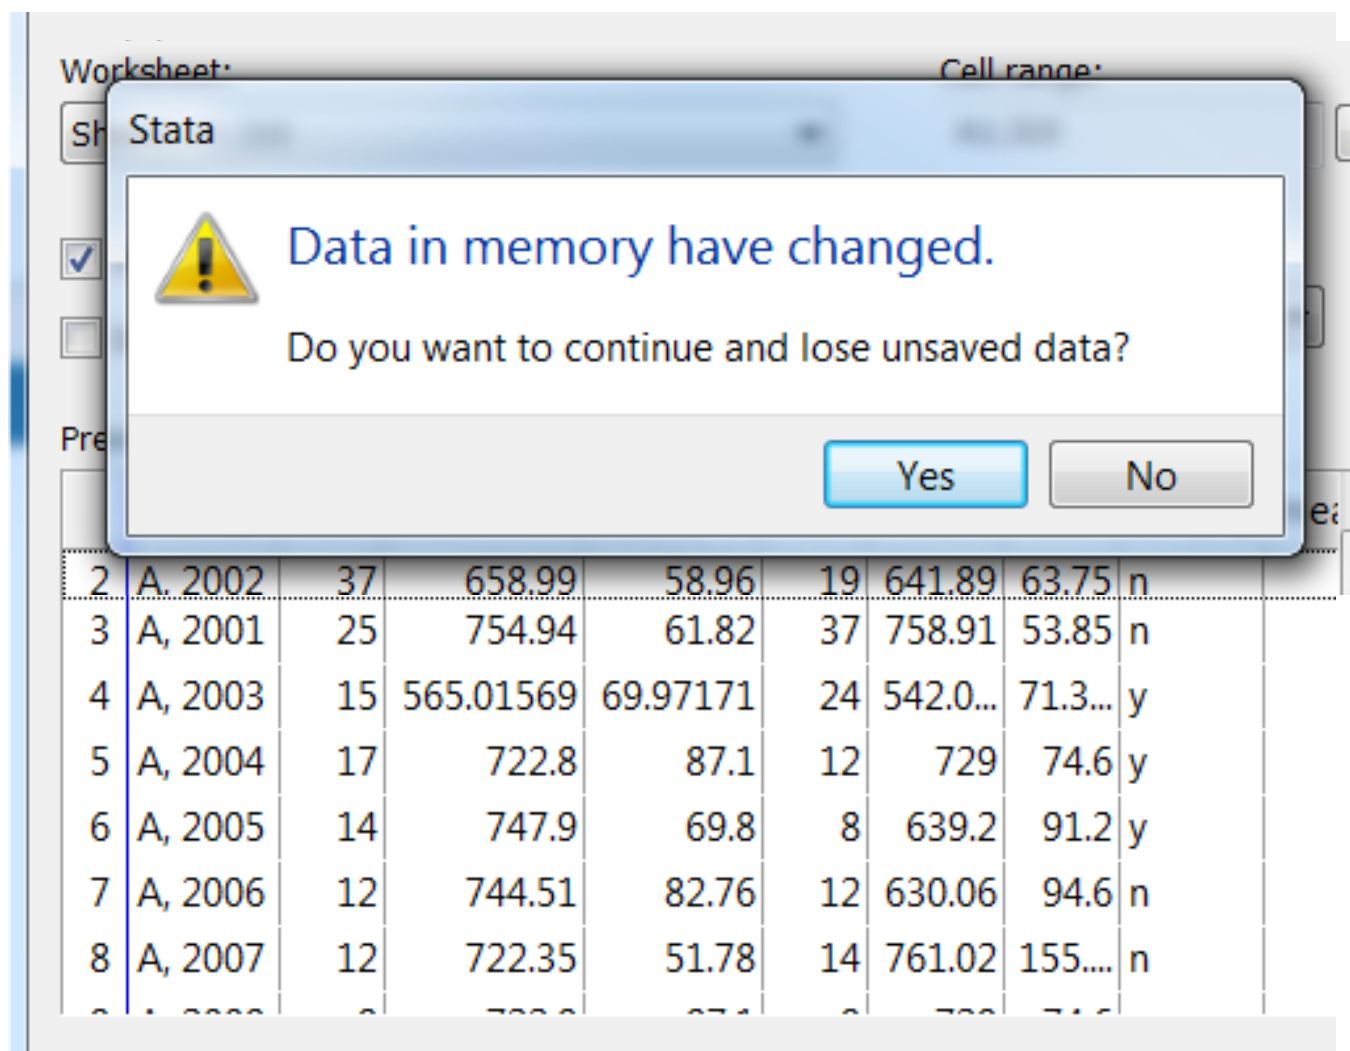 Worksheet:
Cell range:
Sh
Stata
Data in memory have changed.
Do you want to continue and lose unsaved data?
Pre
Yes
No
2 A, 2002 37 658.99 58.96 19 641.89 63.75 n
3 A, 2001 25 754.94 61.82 37 758.91 53.85 n
4 A, 2003 15 565.01569 69.97171 24 542.0... 71.3... y
5 A, 2004 17 722.8 87.1 12 729 74.6 y
6 A, 2005 14 747.9 69.8 8 639.2 91.2 y
7 A, 2006 12 744.51 82.76 12 630.06 94.6 n
8 A, 2007 12 722.35 51.78 14 761.02 155.... n